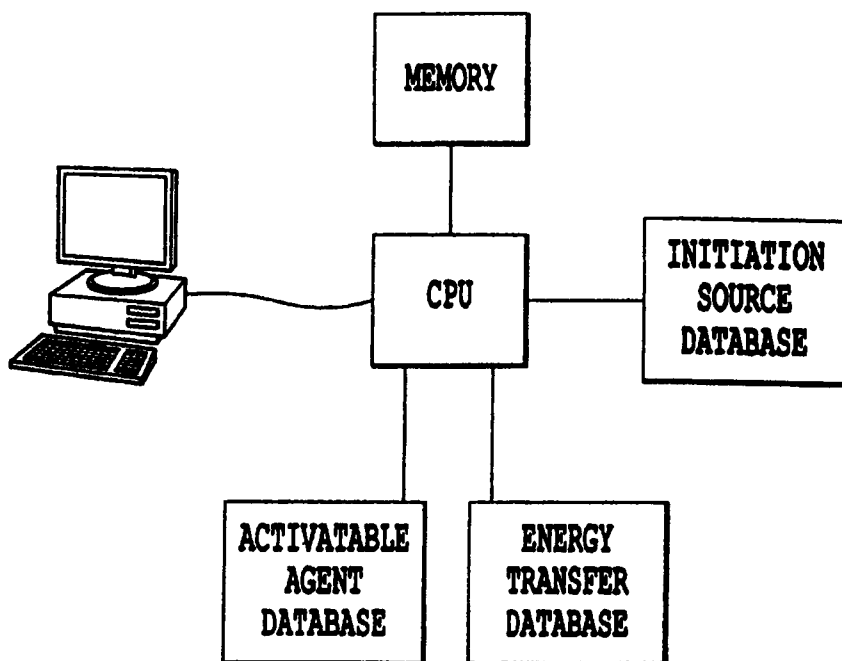 MEMORY
CPU
INITIATION
SOURCE
DATABASE
ACTIVATABLE
AGENT
DATABASE
ENERGY
TRANSFER
DATABASE